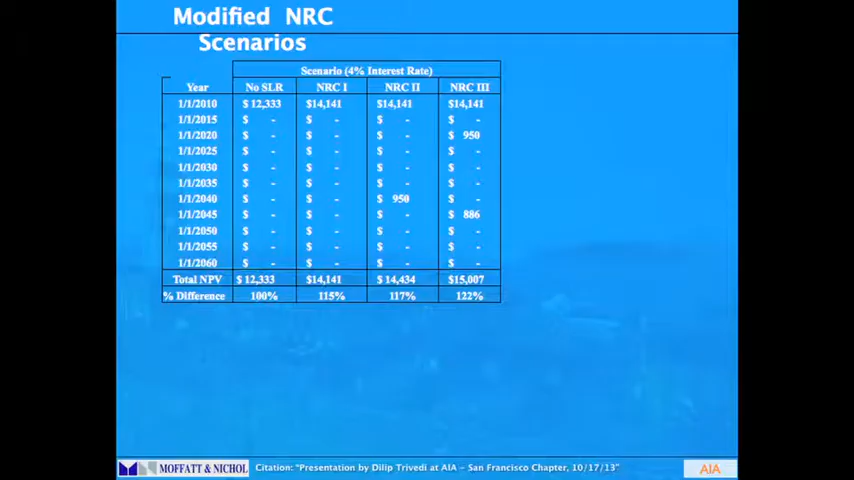 Modified NRC
Scenarios
Scenario (4% Interest Rate)
Year No SLR NRC I NRC II NRC III
1/1/2010 $ 12,333 $14,141 $14,141 $14,141
1/1/2015 $ - $ - $ - $ -
1/1/2020 $ - $ - $ - $ 950
1/1/2025 $ - $ - $ - $ -
1/1/2030 $ - $ - $ - $ -
1/1/2035 $ - $ - $ - $ -
1/1/2040 $ - $ - $ 950 $ -
1/1/2045 $ - $ - $ - $ 886
1/1/2050 $ - $ - $ - $ -
1/1/2055 $ - $ - $ - $ -
1/1/2060 $ - $ - $ - $ -
Total NPV $ 12,333 $14,141 $ 14,434 $15,007
% Difference 100% 115% 117% 122%
MOFFATT & NICHOL Citation: "Presentation by Dilip Trivedi at AIA - San Francisco Chapter, 10/17/13" AIA